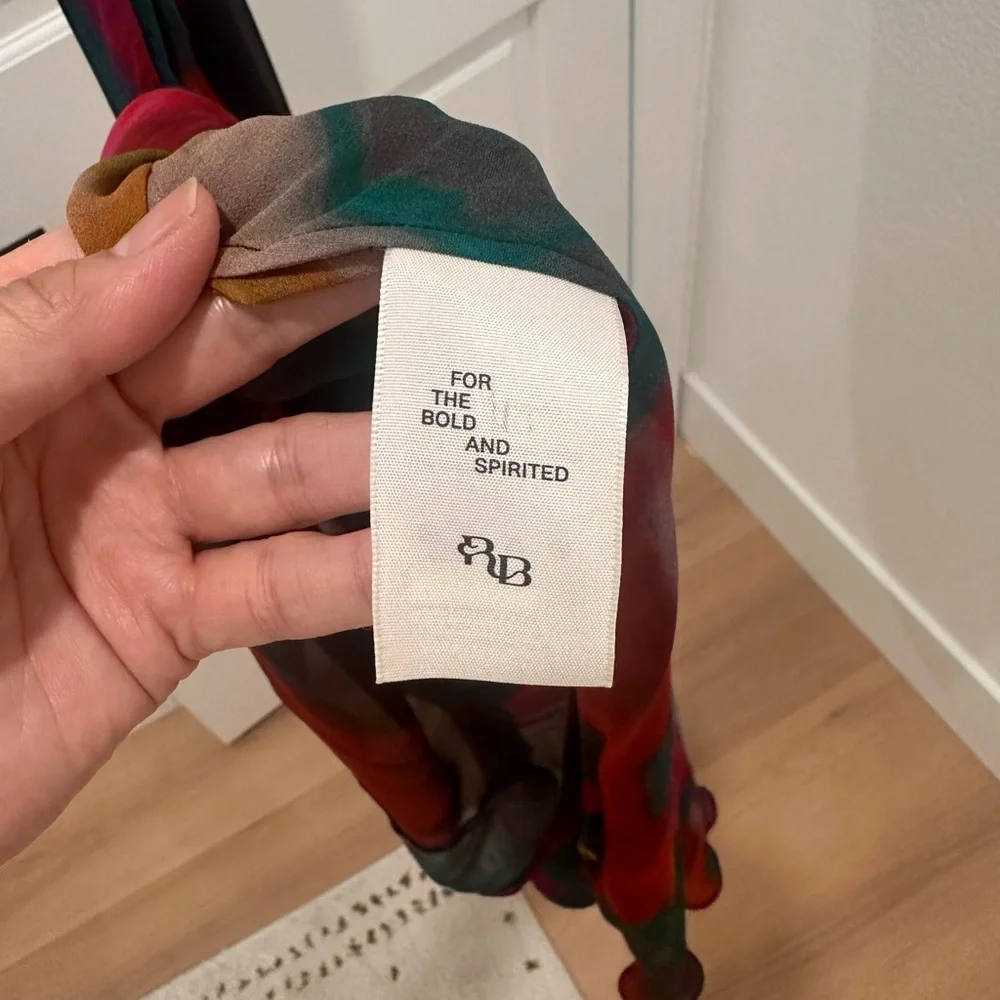 FOR
THE
BOLD
AND
SPIRITED
RB